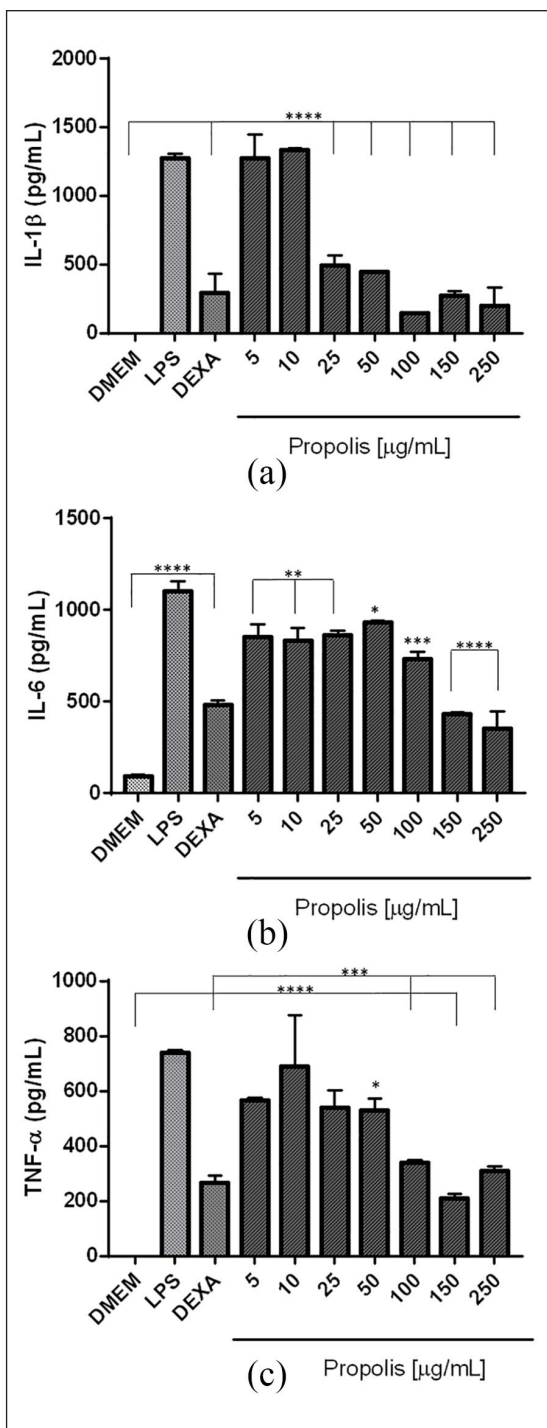 2000
1500
1000
500
0
IL-1β (pg/mL)
****
DMEM LPS DEXA 5 10 25 50 100 150 250
Propolis [μg/mL]
(a)
1500
1000
500
0
IL-6 (pg/mL)
**** ** * *** ****
DMEM LPS DEXA 5 10 25 50 100 150 250
Propolis [μg/mL]
(b)
1000
800
600
400
200
0
TNF-α (pg/mL)
***
****
*
DMEM LPS DEXA 5 10 25 50 100 150 250
Propolis [μg/mL]
(c)